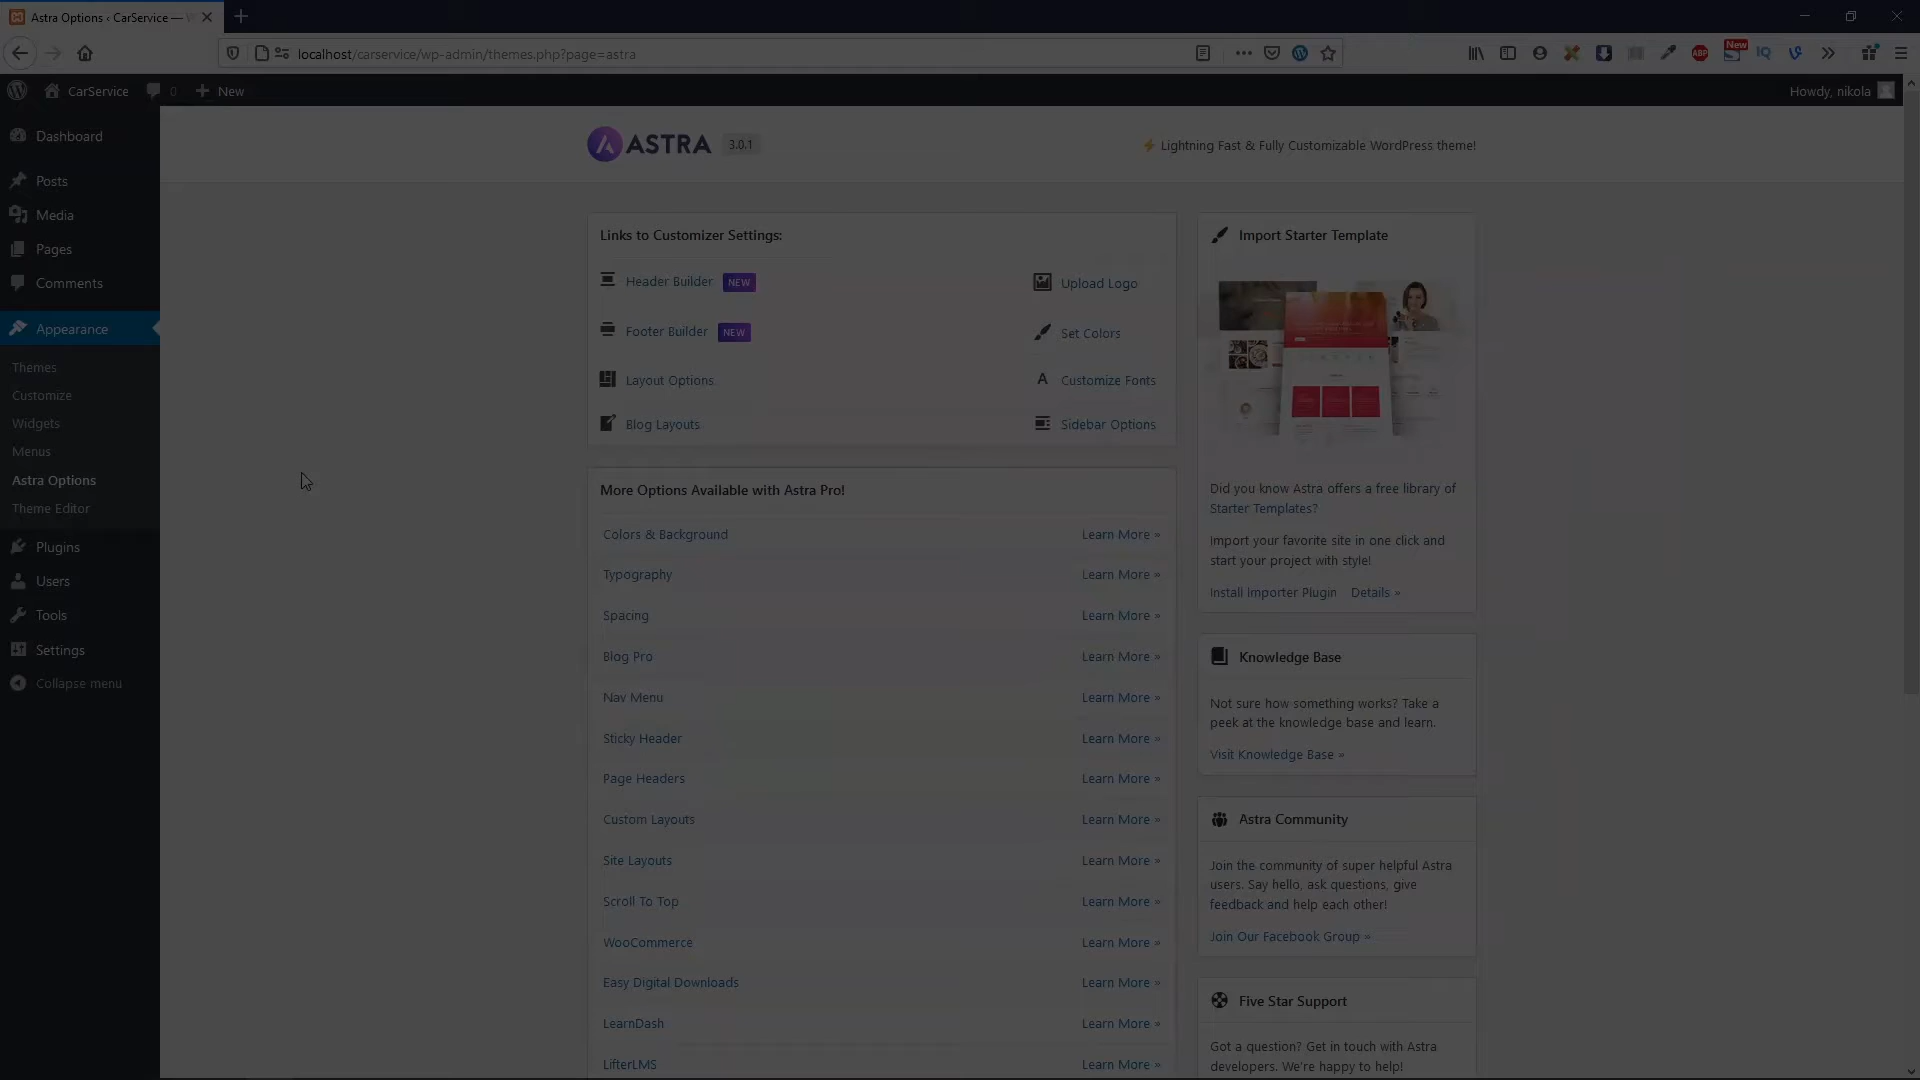 Astra Options ‹ CarService — W
localhost/carservice/wp-admin/themes.php?page=astra
ABP
New
IQ
CarService
0
New
Howdy, nikola
Dashboard
Posts
Media
Pages
Comments
Appearance
Themes
Customize
Widgets
Menus
Astra Options
Theme Editor
Plugins
Users
Tools
Settings
Collapse menu
ASTRA 3.0.1
Lightning Fast & Fully Customizable WordPress theme!
Links to Customizer Settings:
Header Builder NEW
Upload Logo
Footer Builder NEW
Set Colors
Layout Options
Customize Fonts
Blog Layouts
Sidebar Options
More Options Available with Astra Pro!
Colors & Background Learn More »
Typography Learn More »
Spacing Learn More »
Blog Pro Learn More »
Nav Menu Learn More »
Sticky Header Learn More »
Page Headers Learn More »
Custom Layouts Learn More »
Site Layouts Learn More »
Scroll To Top Learn More »
WooCommerce Learn More »
Easy Digital Downloads Learn More »
LearnDash Learn More »
LifterLMS Learn More »
Import Starter Template
Did you know Astra offers a free library of
Starter Templates?
Import your favorite site in one click and
start your project with style!
Install Importer Plugin Details »
Knowledge Base
Not sure how something works? Take a
peek at the knowledge base and learn.
Visit Knowledge Base »
Astra Community
Join the community of super helpful Astra
users. Say hello, ask questions, give
feedback and help each other!
Join Our Facebook Group »
Five Star Support
Got a question? Get in touch with Astra
developers. We're happy to help!